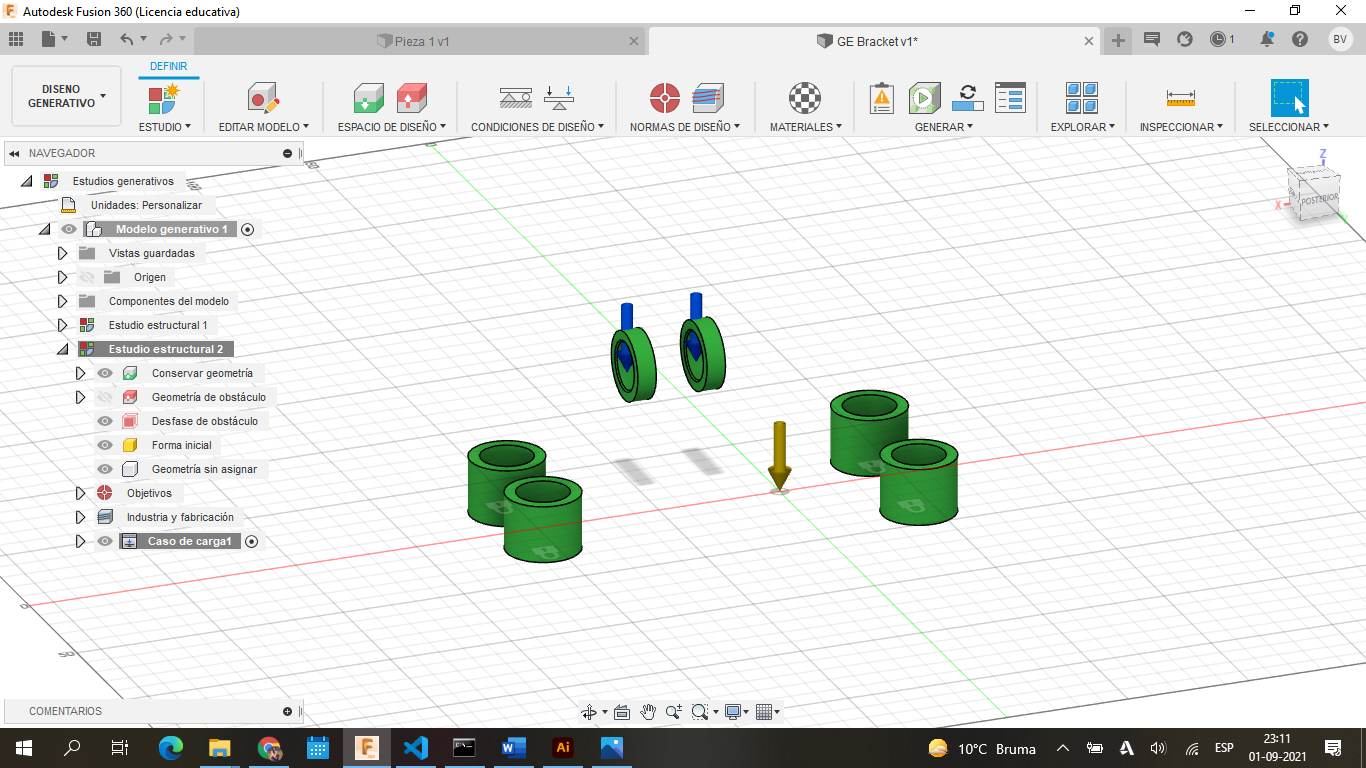 Autodesk Fusion 360 (Licencia educativa)
Pieza 1 v1
GE Bracket v1*
1
BV
DEFINIR
DISENO
GENERATIVO
ESTUDIO
EDITAR MODELO
ESPACIO DE DISEÑO
CONDICIONES DE DISEÑO
NORMAS DE DISEÑO
MATERIALES
GENERAR
EXPLORAR
INSPECCIONAR
SELECCIONAR
NAVEGADOR
Estudios generativos
Unidades: Personalizar
Modelo generativo 1
Vistas guardadas
Origen
Componentes del modelo
Estudio estructural 1
Estudio estructural 2
Conservar geometría
Geometría de obstáculo
Desfase de obstáculo
Forma inicial
Geometría sin asignar
Objetivos
Industria y fabricación
Caso de carga1
Z
X
POSTERIOR
0
50
COMENTARIOS
Ai
10°C Bruma
ESP
23:11
01-09-2021